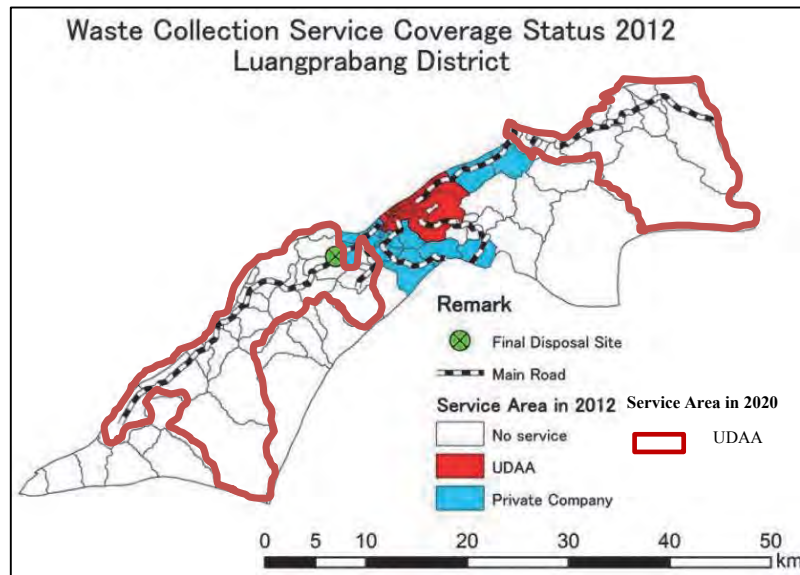 Waste Collection Service Coverage Status 2012
Luangprabang District
Remark
Final Disposal Site
Main Road
Service Area in 2012
No service
UDAA
Private Company
Service Area in 2020
UDAA
0 5 10 20 30 40 50
km